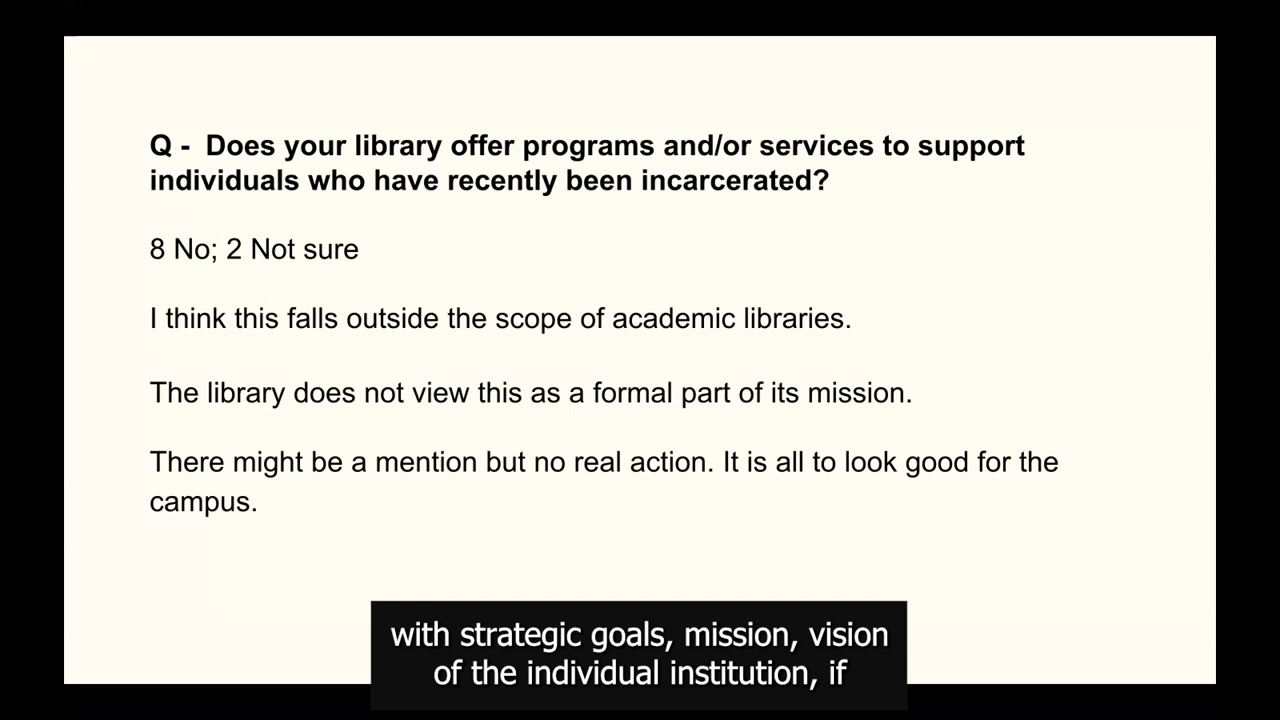 Q -  Does your library offer programs and/or services to support
individuals who have recently been incarcerated?
8 No; 2 Not sure
I think this falls outside the scope of academic libraries.
The library does not view this as a formal part of its mission.
There might be a mention but no real action. It is all to look good for the
campus.
with strategic goals, mission, vision
of the individual institution, if